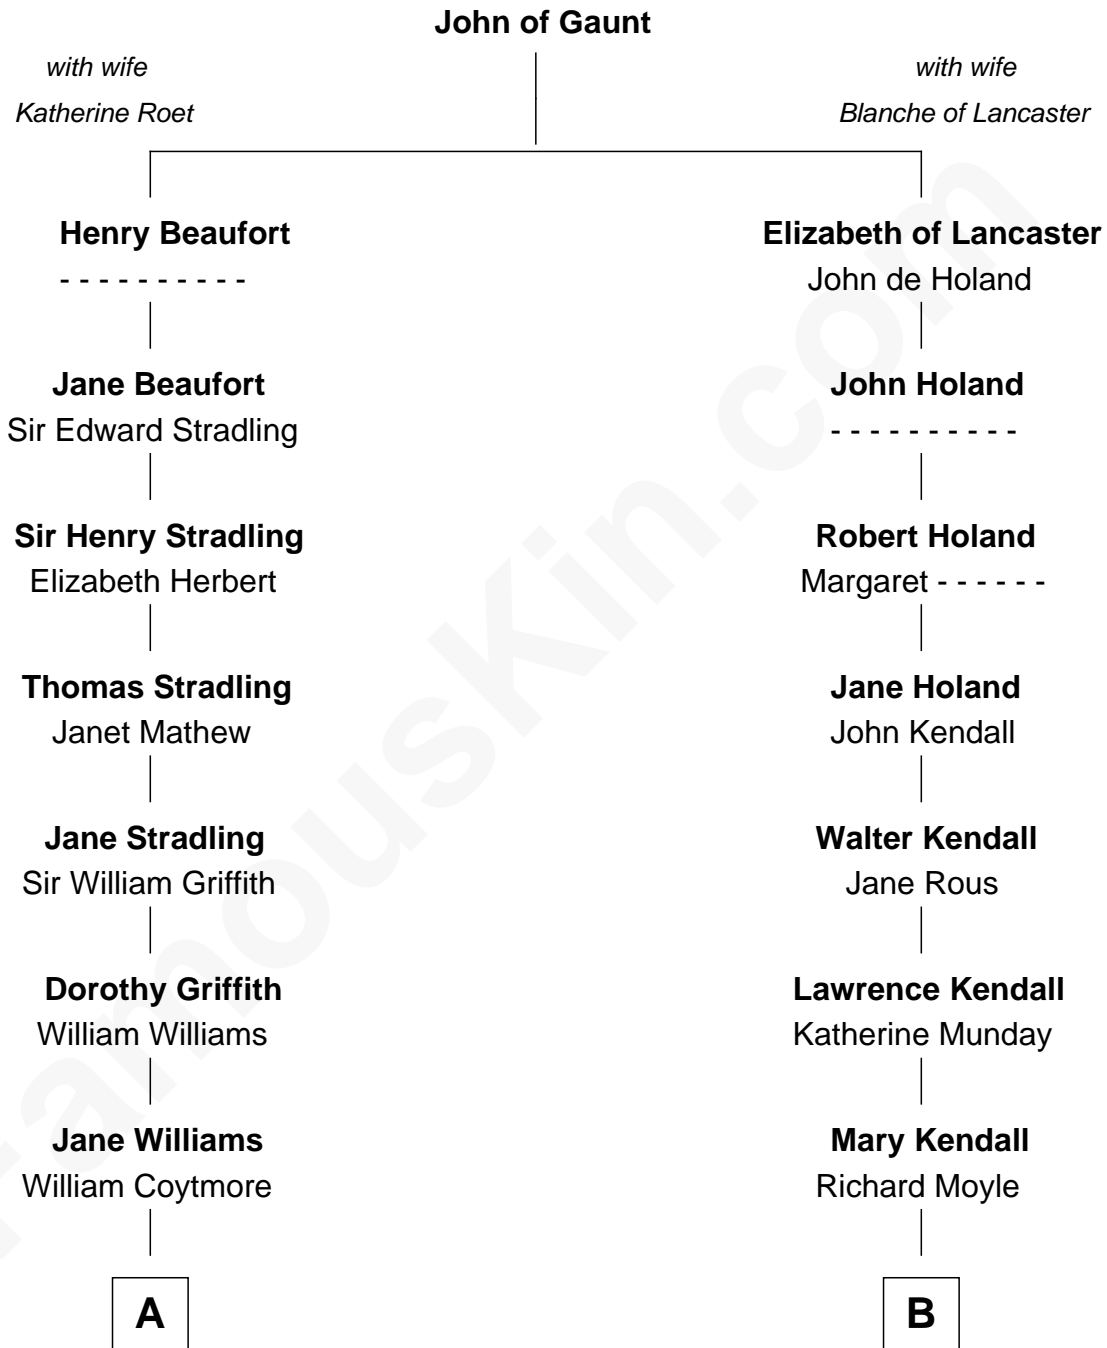 John of Gaunt
with wife
Katherine Roet
with wife
Blanche of Lancaster
Henry Beaufort
- - - - - - - - - -
Jane Beaufort
Sir Edward Stradling
Sir Henry Stradling
Elizabeth Herbert
Thomas Stradling
Janet Mathew
Jane Stradling
Sir William Griffith
Dorothy Griffith
William Williams
Jane Williams
William Coytmore
A
Elizabeth of Lancaster
John de Holand
John Holand
- - - - - - - - - -
Robert Holand
Margaret - - - - - -
Jane Holand
John Kendall
Walter Kendall
Jane Rous
Lawrence Kendall
Katherine Munday
Mary Kendall
Richard Moyle
B
FamousKin.com